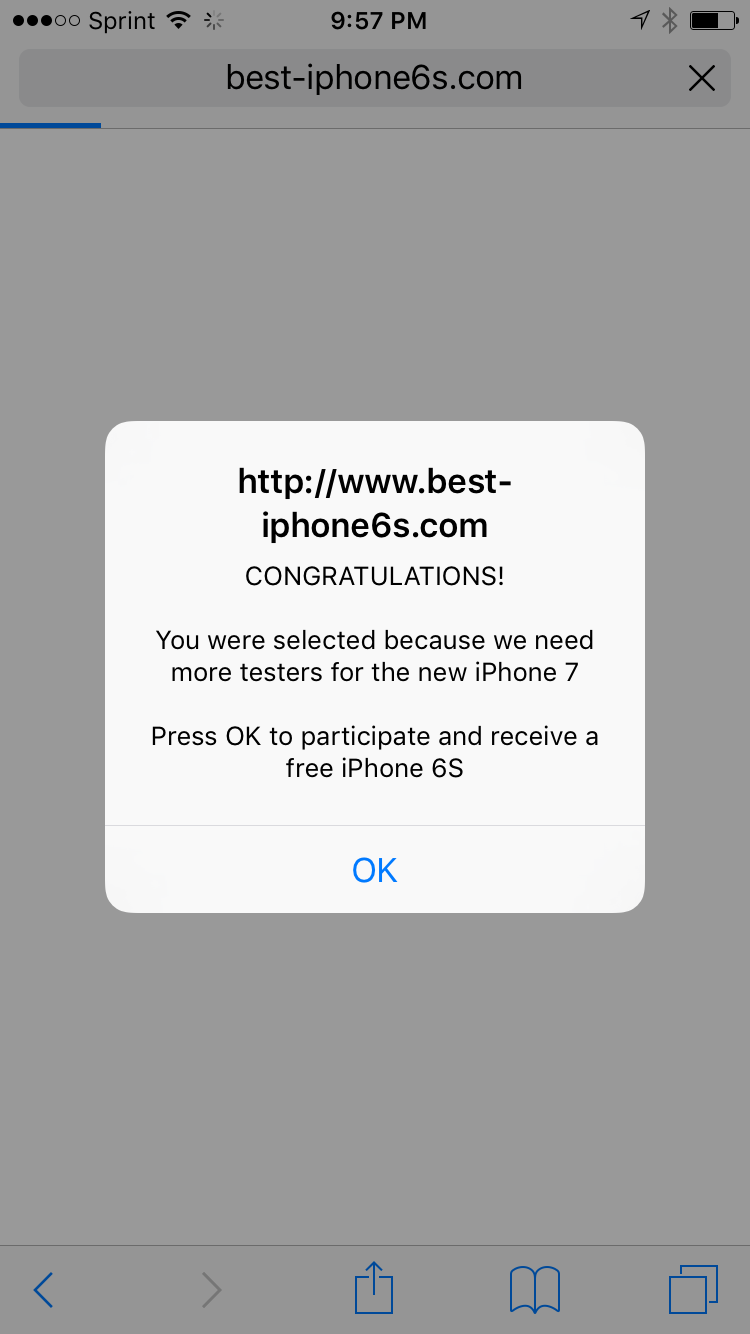 Sprint 9:57 PM
best-iphone6s.com
http://www.best-
iphone6s.com
CONGRATULATIONS!
You were selected because we need
more testers for the new iPhone 7
Press OK to participate and receive a
free iPhone 6S
OK